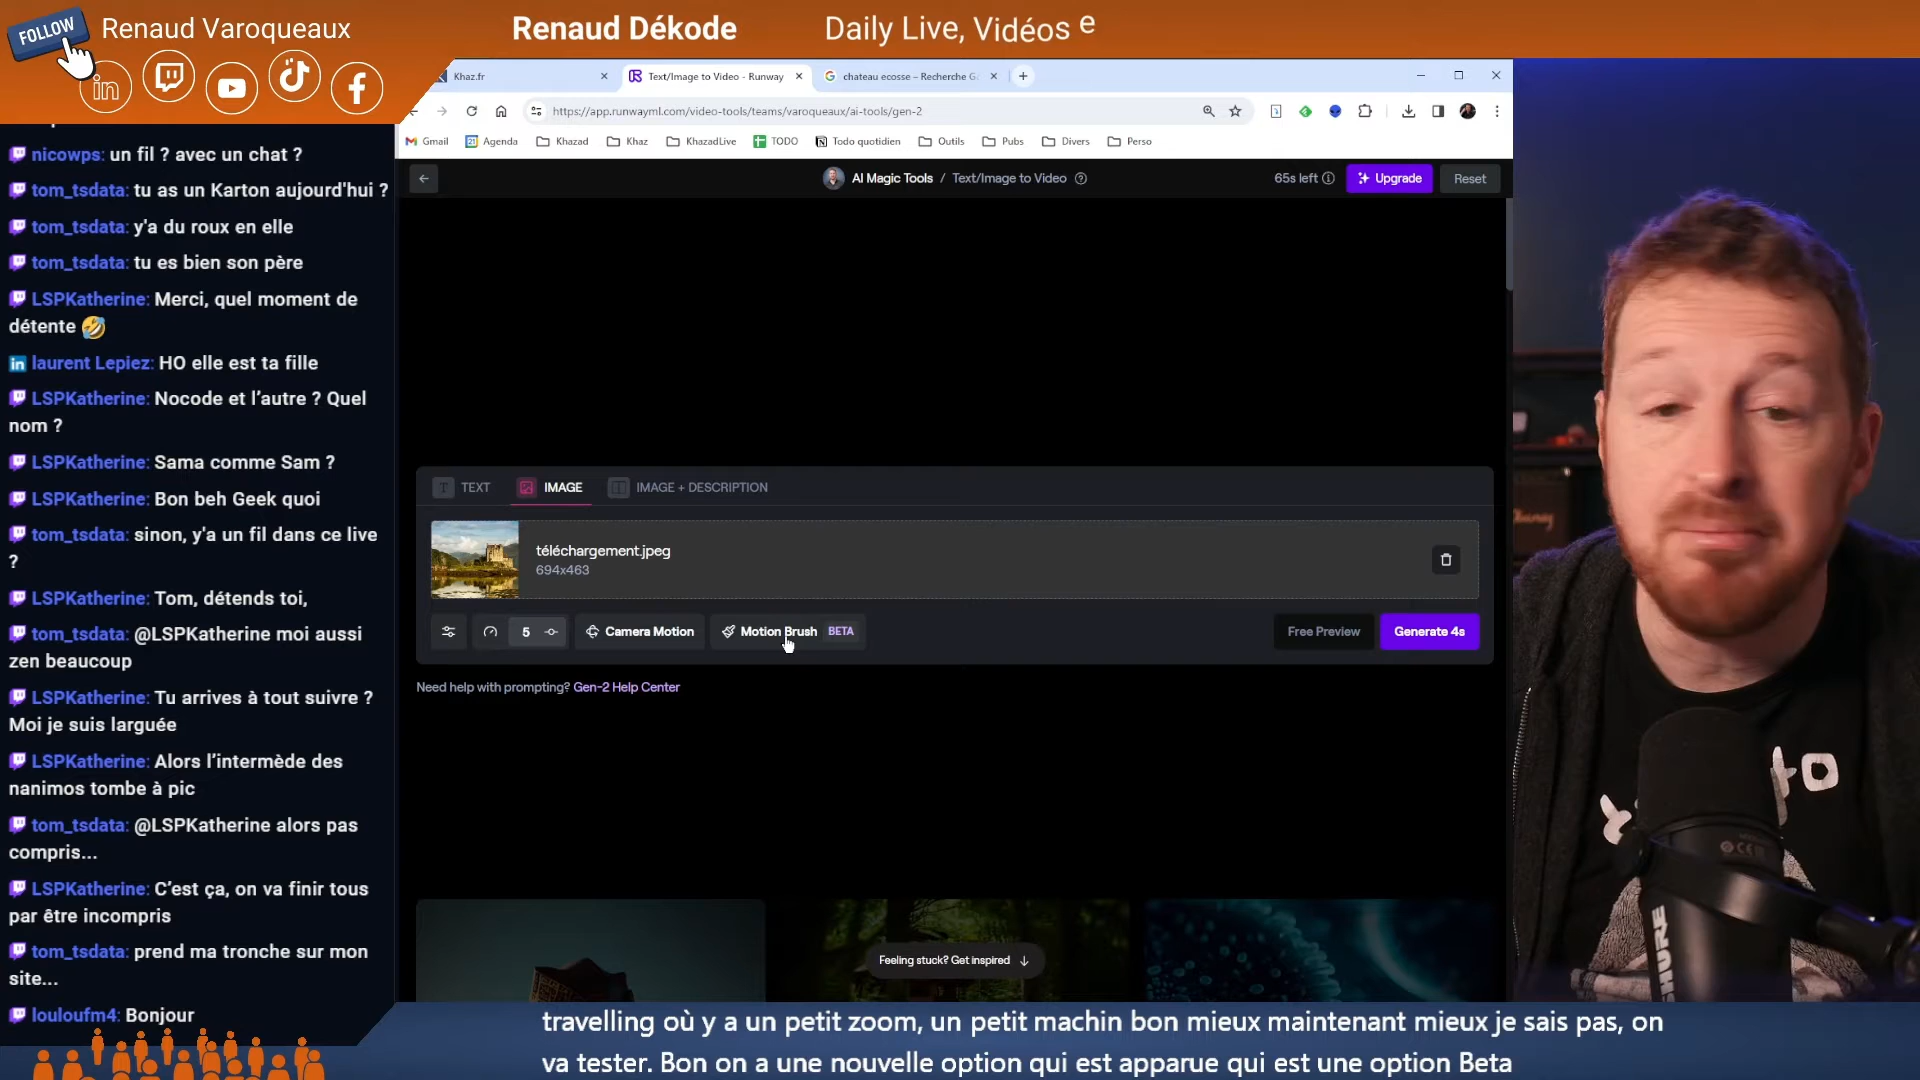 FOLLOW
Renaud Varoqueaux
Renaud Dékode
Daily Live, Vidéos e
nicowps: un fil ? avec un chat ?
tom_tsdata: tu as un Karton aujourd'hui ?
tom_tsdata: y'a du roux en elle
tom_tsdata: tu es bien son père
LSPKatherine: Merci, quel moment de
détente 🤣
laurent Lepiez: HO elle est ta fille
LSPKatherine: Nocode et l'autre ? Quel
nom ?
LSPKatherine: Sama comme Sam ?
LSPKatherine: Bon beh Geek quoi
tom_tsdata: sinon, y'a un fil dans ce live
?
LSPKatherine: Tom, détends toi,
tom_tsdata: @LSPKatherine moi aussi
zen beaucoup
LSPKatherine: Tu arrives à tout suivre ?
Moi je suis larguée
LSPKatherine: Alors l'intermède des
nanimos tombe à pic
tom_tsdata: @LSPKatherine alors pas
compris...
LSPKatherine: C'est ça, on va finir tous
par être incompris
tom_tsdata: prend ma tronche sur mon
site...
louloufm4: Bonjour
Khaz.fr
Text/Image to Video - Runway
chateau ecosse – Recherche G
https://app.runwayml.com/video-tools/teams/varoqueaux/ai-tools/gen-2
Gmail
Agenda
Khazad
Khaz
KhazadLive
TODO
Todo quotidien
Outils
Pubs
Divers
Perso
AI Magic Tools / Text/Image to Video
65s left
Upgrade
Reset
TEXT
IMAGE
IMAGE + DESCRIPTION
téléchargement.jpeg
694x463
5
Camera Motion
Motion Brush BETA
Free Preview
Generate 4s
Need help with prompting? Gen-2 Help Center
Feeling stuck? Get inspired
SHURE
travelling où y a un petit zoom, un petit machin bon mieux maintenant mieux je sais pas, on
va tester. Bon on a une nouvelle option qui est apparue qui est une option Beta